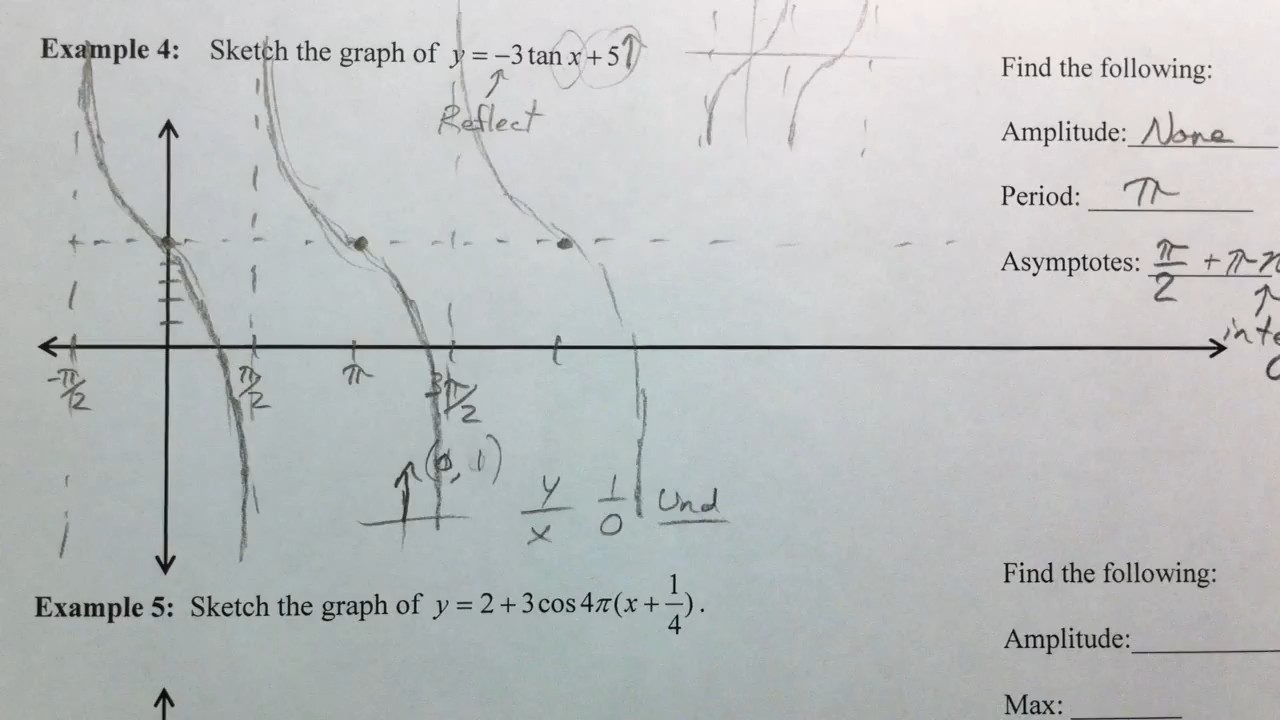 Example 4: Sketch the graph of y = −3 tan x + 5↑
Reflect
Find the following:
Amplitude: None
Period: π
Asymptotes: π/2 + πn
↑
-π/2 π/2 π 3π/2
(0, 1)
y/x 1/0 Und
Example 5: Sketch the graph of y = 2 + 3 cos 4π(x + 1/4).
Find the following:
Amplitude:
Max: